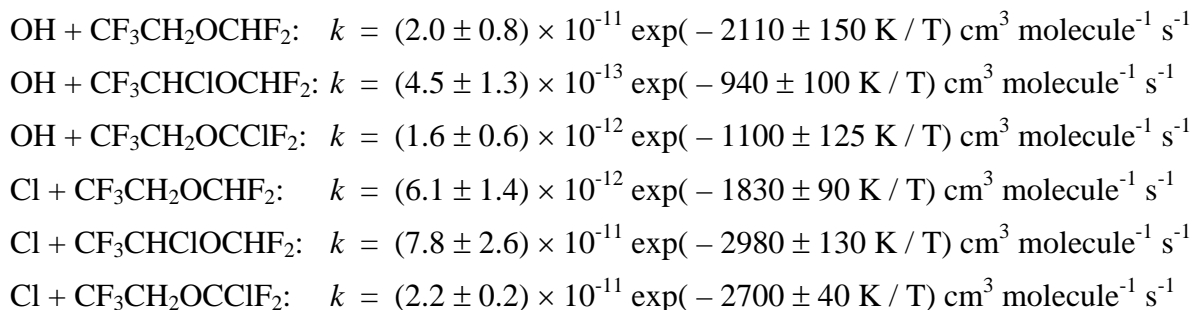 OH + CF₃CH₂OCHF₂: k = (2.0 ± 0.8) × 10⁻¹¹ exp( – 2110 ± 150 K / T) cm³ molecule⁻¹ s⁻¹
OH + CF₃CHClOCHF₂: k = (4.5 ± 1.3) × 10⁻¹³ exp( – 940 ± 100 K / T) cm³ molecule⁻¹ s⁻¹
OH + CF₃CH₂OCClF₂: k = (1.6 ± 0.6) × 10⁻¹² exp( – 1100 ± 125 K / T) cm³ molecule⁻¹ s⁻¹
Cl + CF₃CH₂OCHF₂: k = (6.1 ± 1.4) × 10⁻¹² exp( – 1830 ± 90 K / T) cm³ molecule⁻¹ s⁻¹
Cl + CF₃CHClOCHF₂: k = (7.8 ± 2.6) × 10⁻¹¹ exp( – 2980 ± 130 K / T) cm³ molecule⁻¹ s⁻¹
Cl + CF₃CH₂OCClF₂: k = (2.2 ± 0.2) × 10⁻¹¹ exp( – 2700 ± 40 K / T) cm³ molecule⁻¹ s⁻¹